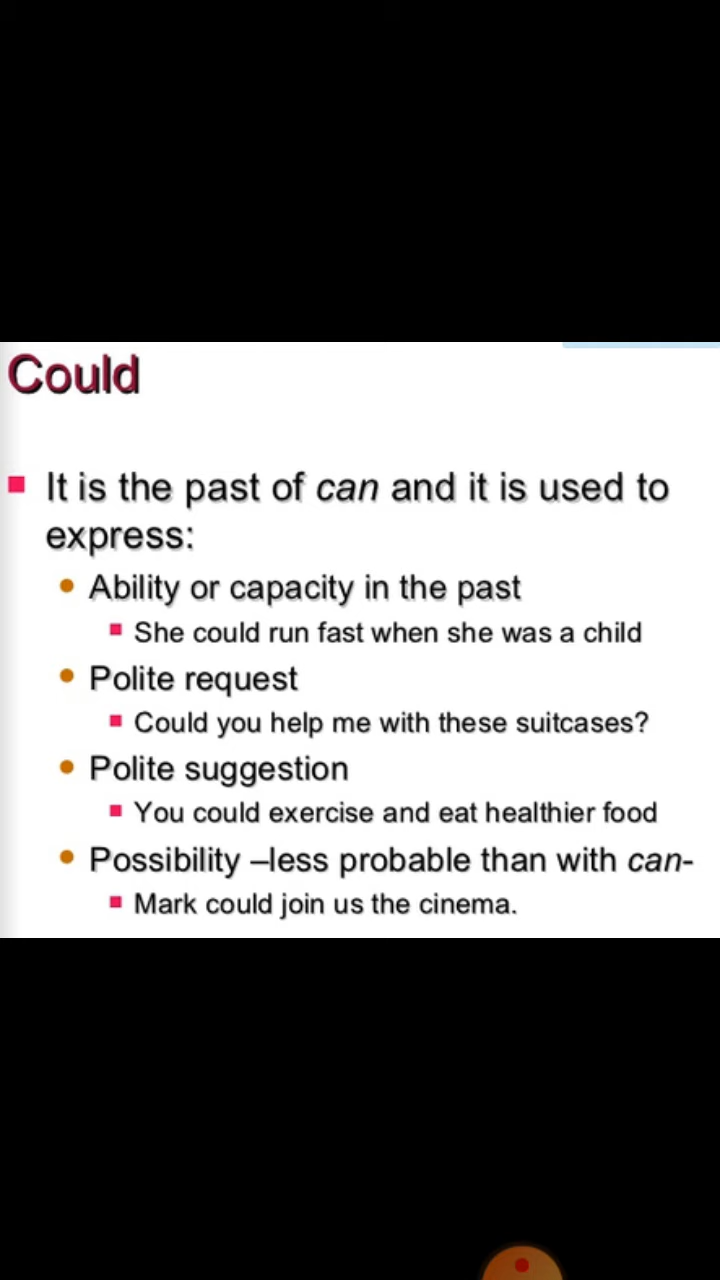 Could
It is the past of can and it is used to
express:
Ability or capacity in the past
She could run fast when she was a child
Polite request
Could you help me with these suitcases?
Polite suggestion
You could exercise and eat healthier food
Possibility –less probable than with can-
Mark could join us the cinema.